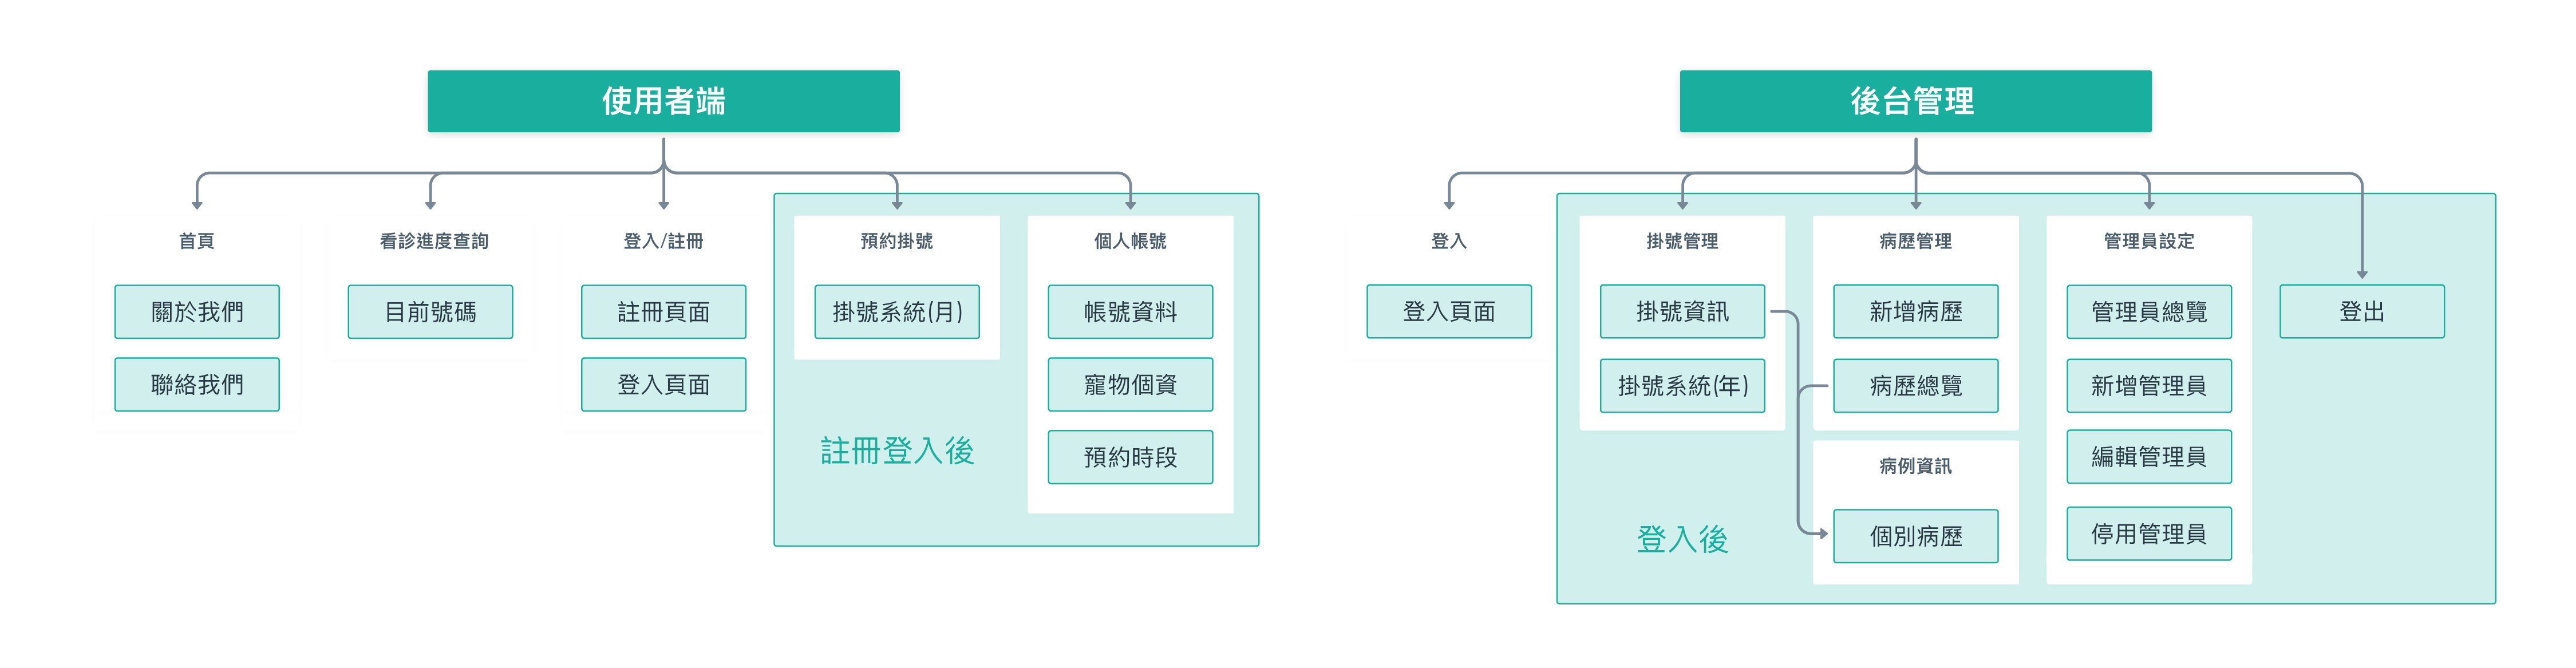 使用者端
首頁
關於我們
聯絡我們
看診進度查詢
目前號碼
登入/註冊
註冊頁面
登入頁面
預約掛號
掛號系統(月)
註冊登入後
個人帳號
帳號資料
寵物個資
預約時段
後台管理
登入
登入頁面
掛號管理
掛號資訊
掛號系統(年)
登入後
病歷管理
新增病歷
病歷總覽
病例資訊
個別病歷
管理員設定
管理員總覽
新增管理員
編輯管理員
停用管理員
登出